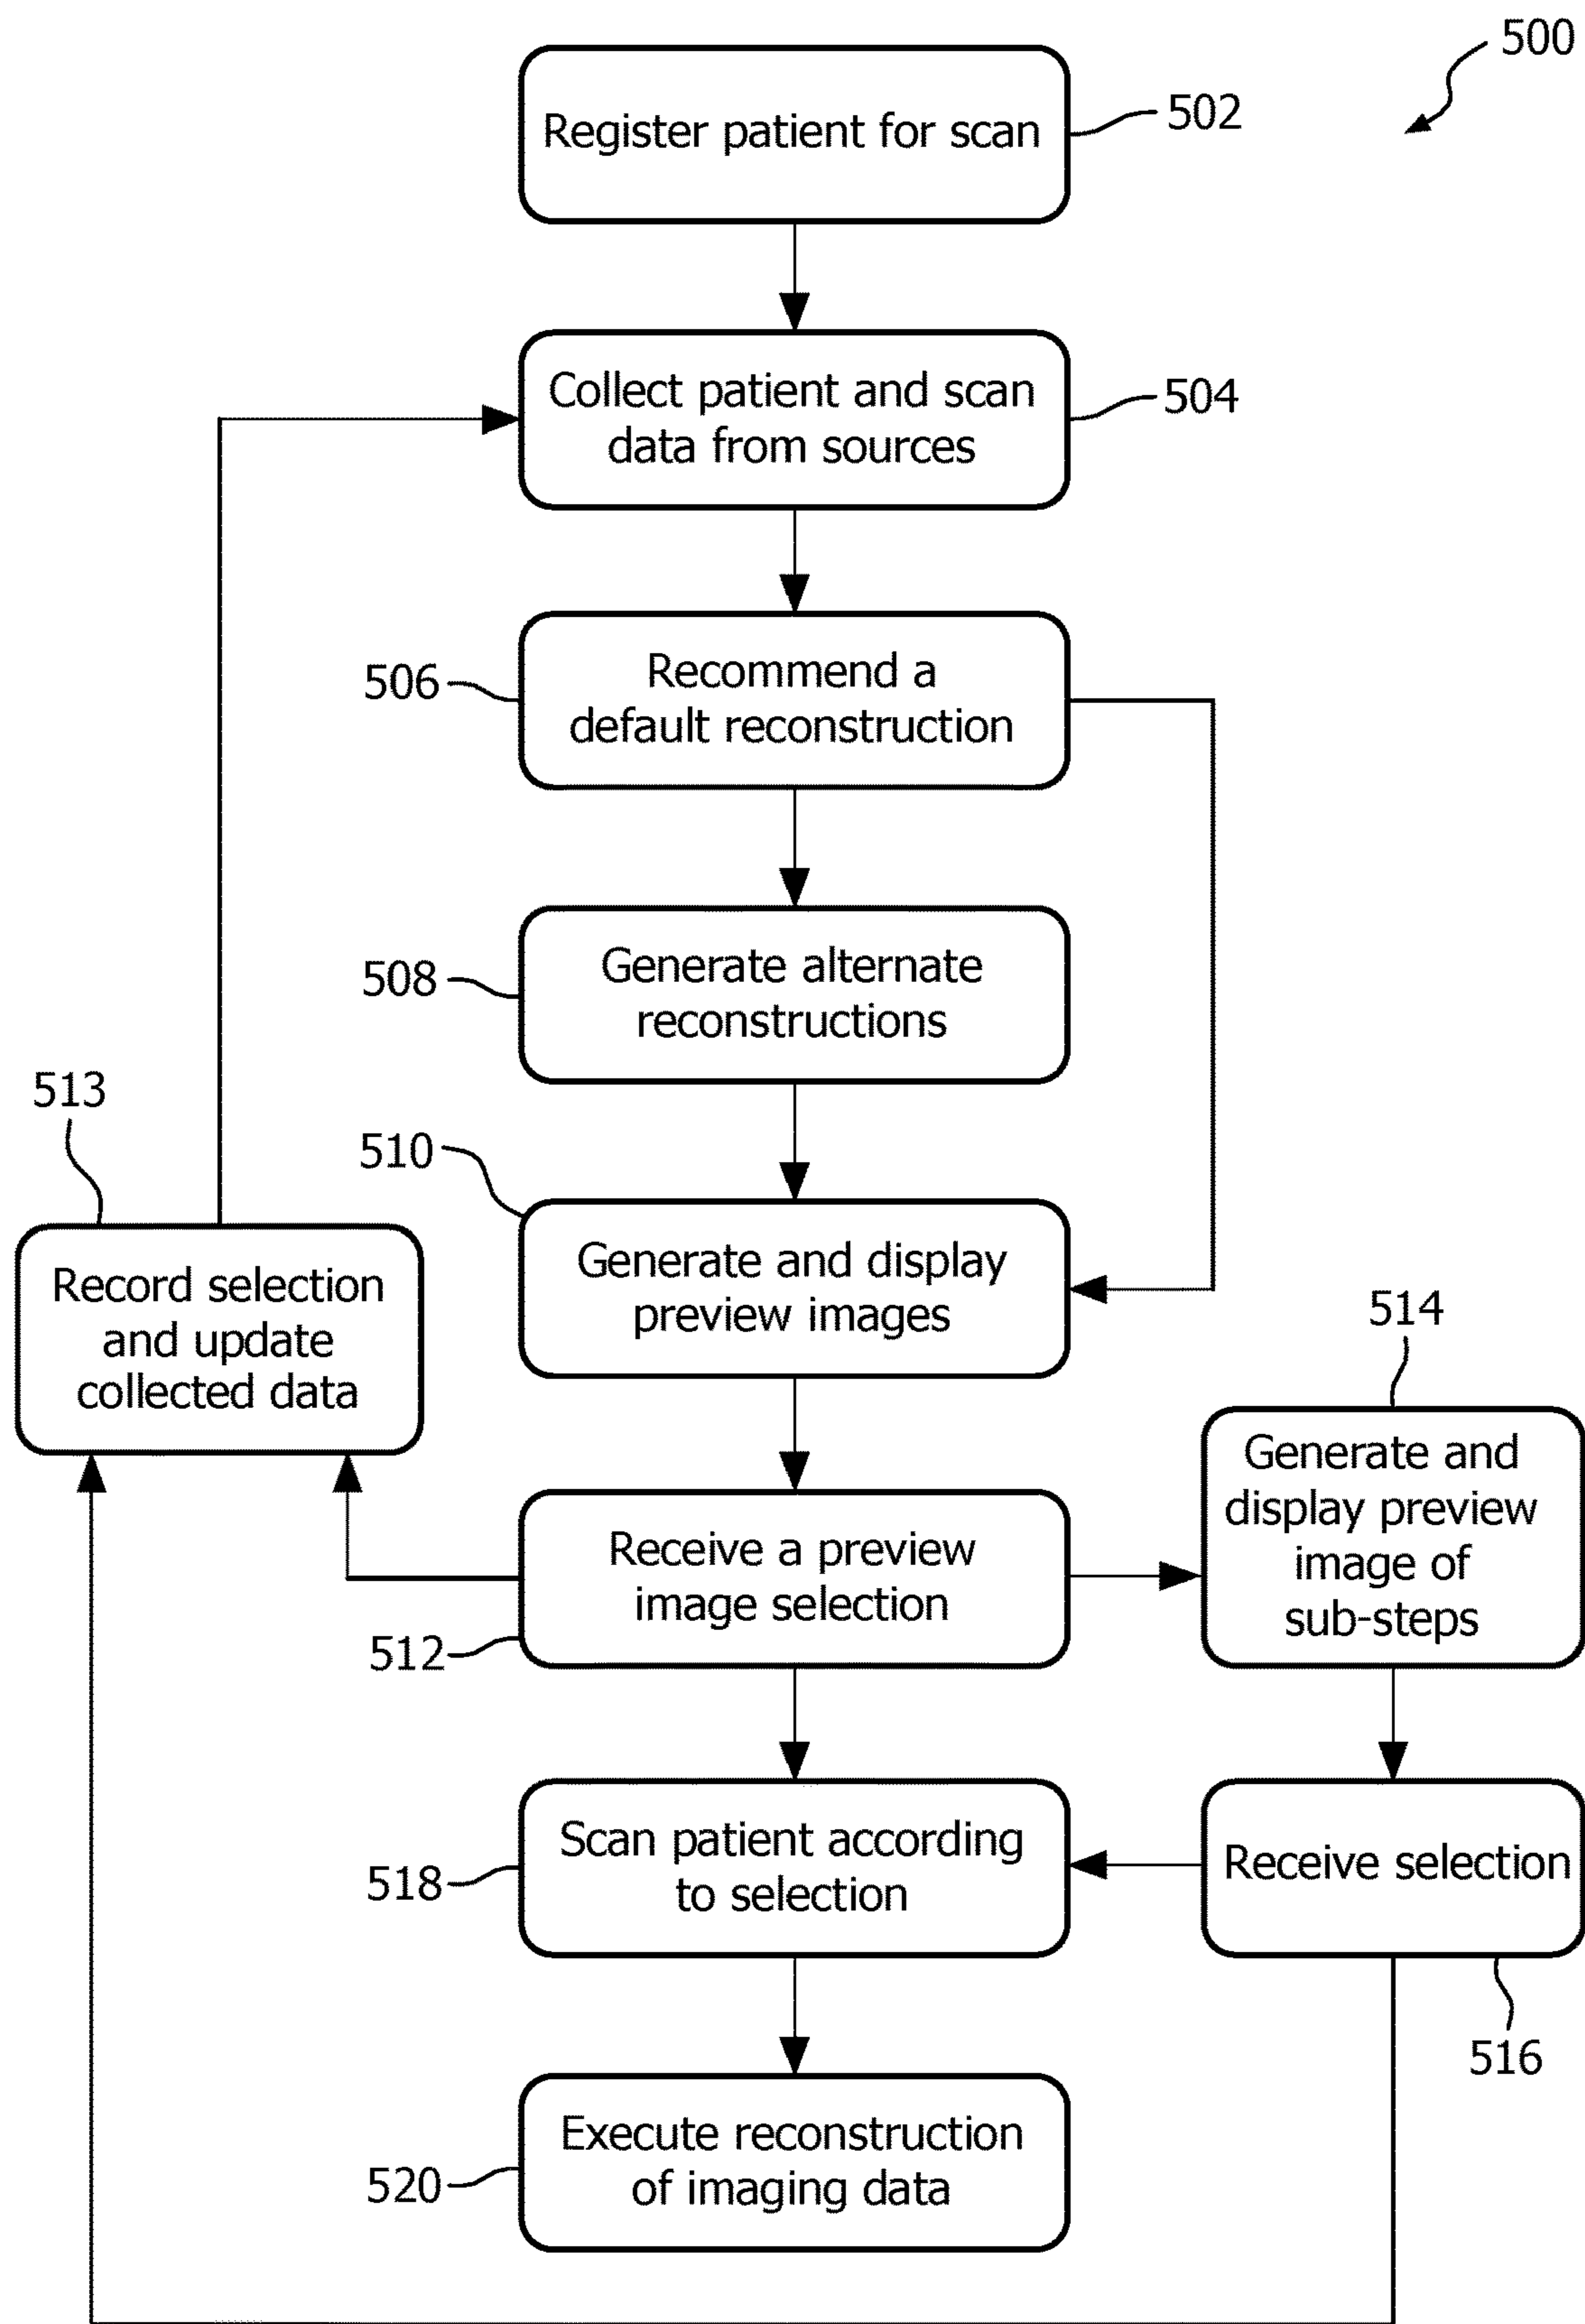 500
Register patient for scan
502
Collect patient and scan
data from sources
504
506
Recommend a
default reconstruction
508
Generate alternate
reconstructions
513
510
Record selection
and update
collected data
Generate and display
preview images
514
Generate and
display preview
image of
sub-steps
Receive a preview
image selection
512
Scan patient according
to selection
518
Receive selection
516
Execute reconstruction
of imaging data
520